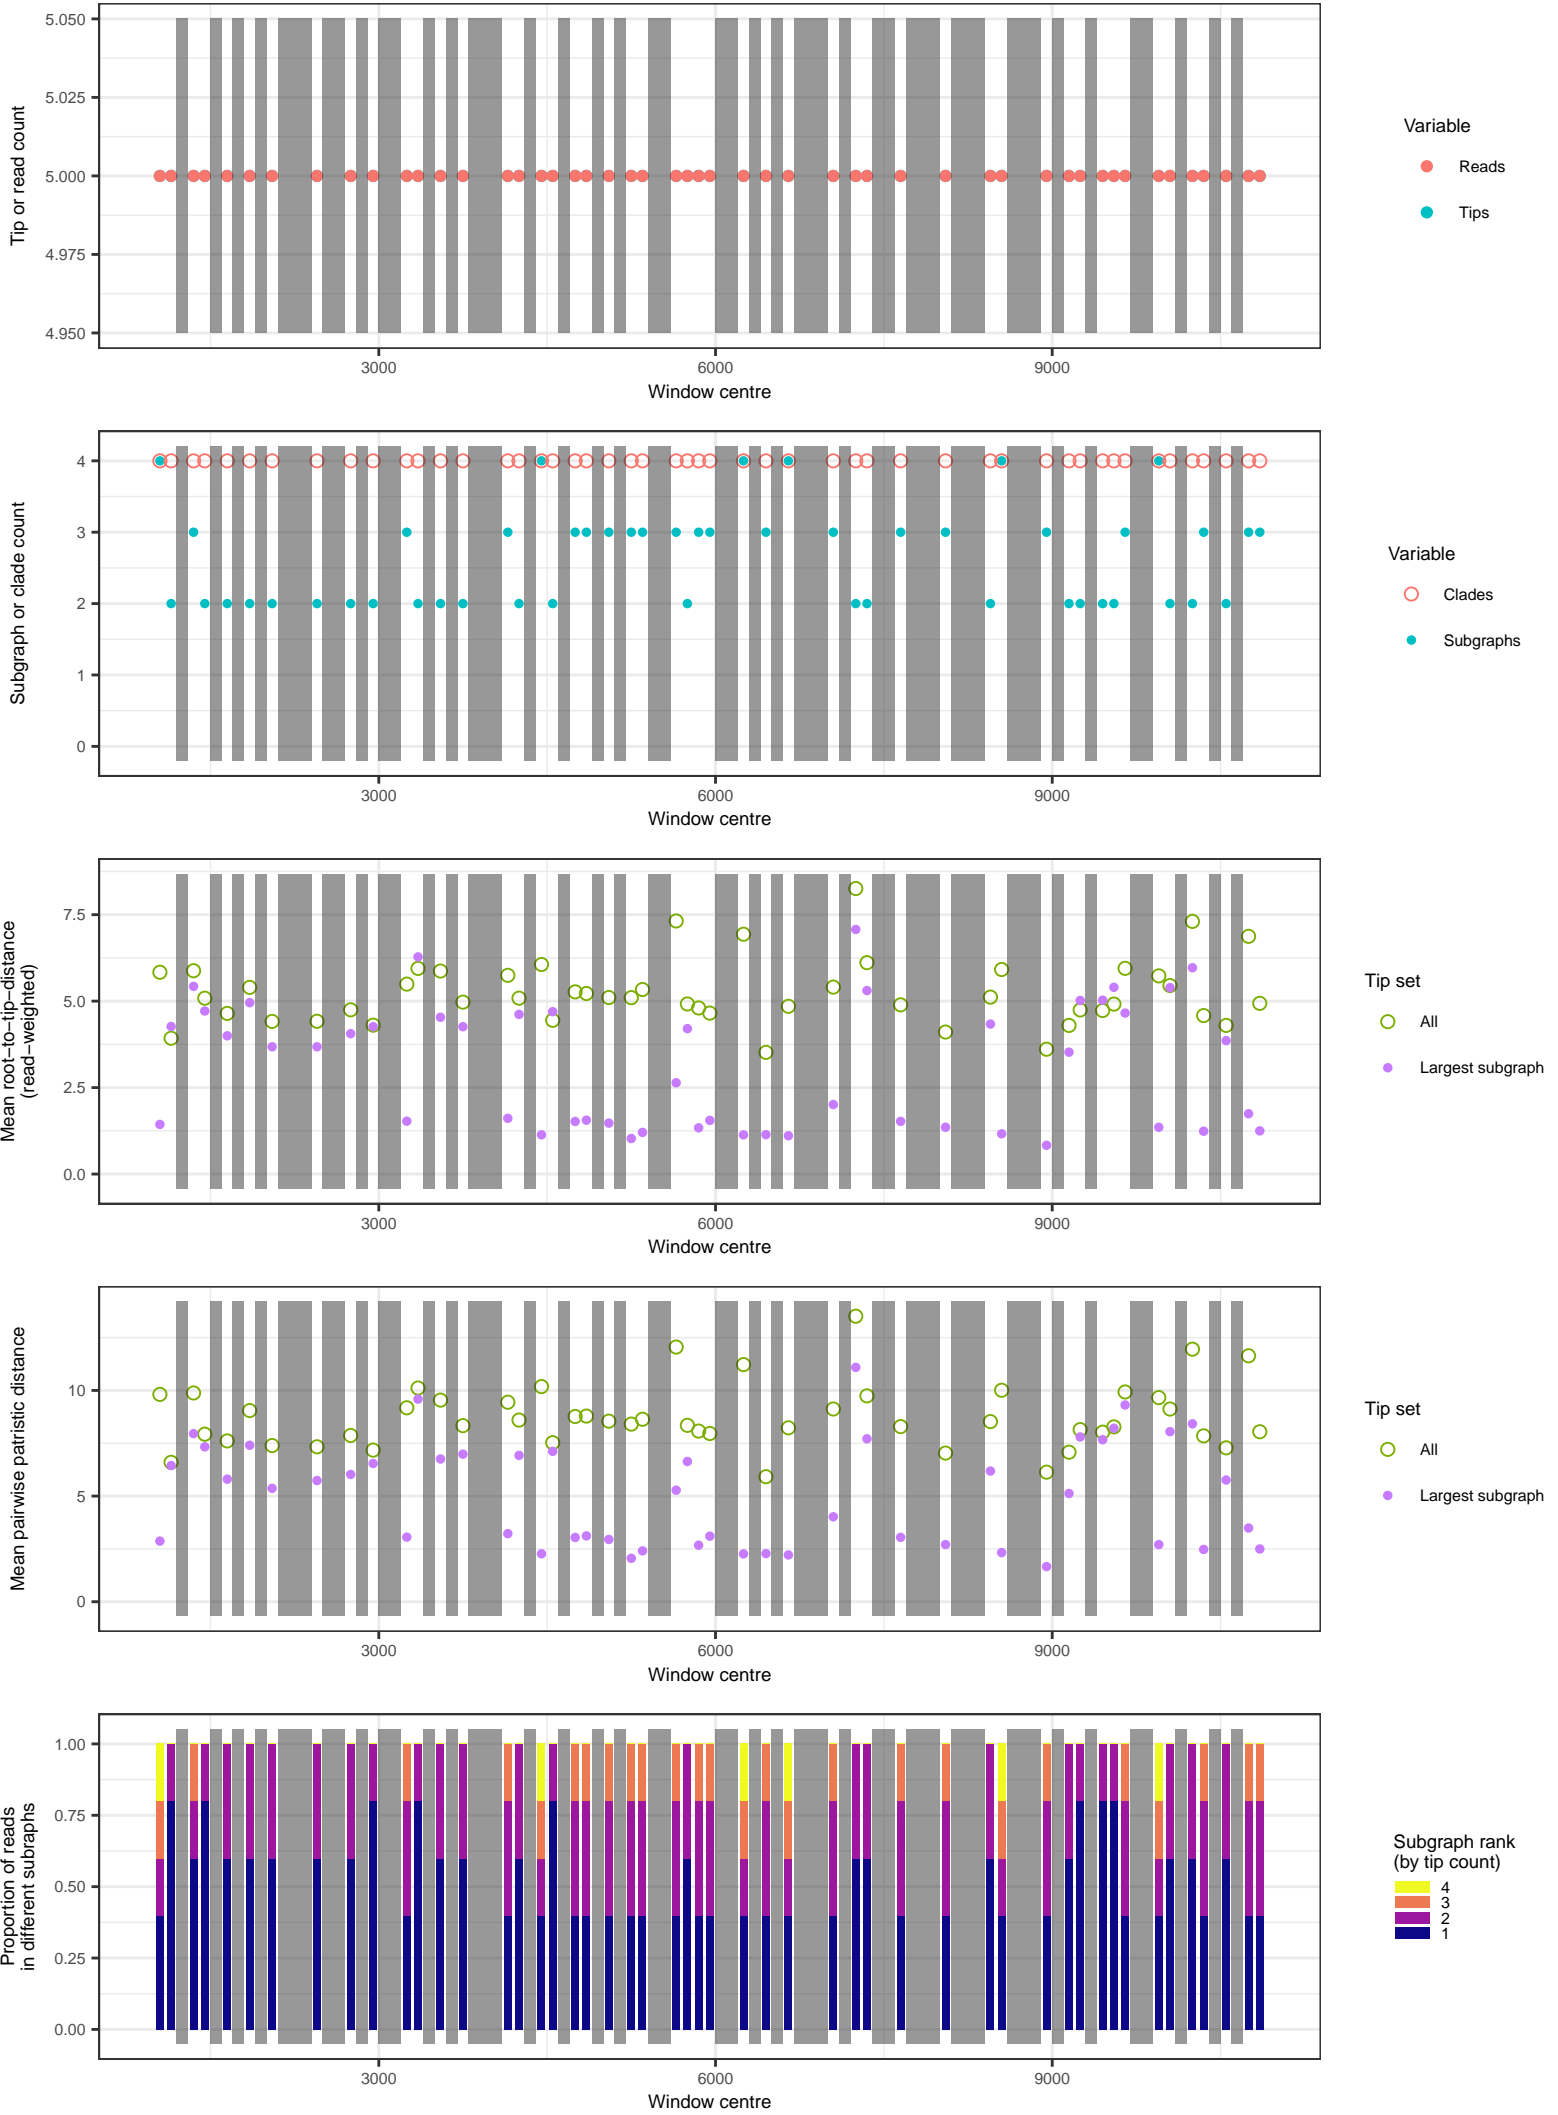 5.050
5.025
5.000
4.975
4.950
Tip or read count
3000
6000
9000
Window centre
Variable
Reads
Tips
4
3
2
1
0
Subgraph or clade count
3000
6000
9000
Window centre
Variable
Clades
Subgraphs
7.5
5.0
2.5
0.0
Mean root−to−tip−distance
(read−weighted)
3000
6000
9000
Window centre
Tip set
All
Largest subgraph
10
5
0
Mean pairwise patristic distance
3000
6000
9000
Window centre
Tip set
All
Largest subgraph
1.00
0.75
0.50
0.25
0.00
Proportion of reads
in different subraphs
3000
6000
9000
Window centre
Subgraph rank
(by tip count)
4
3
2
1